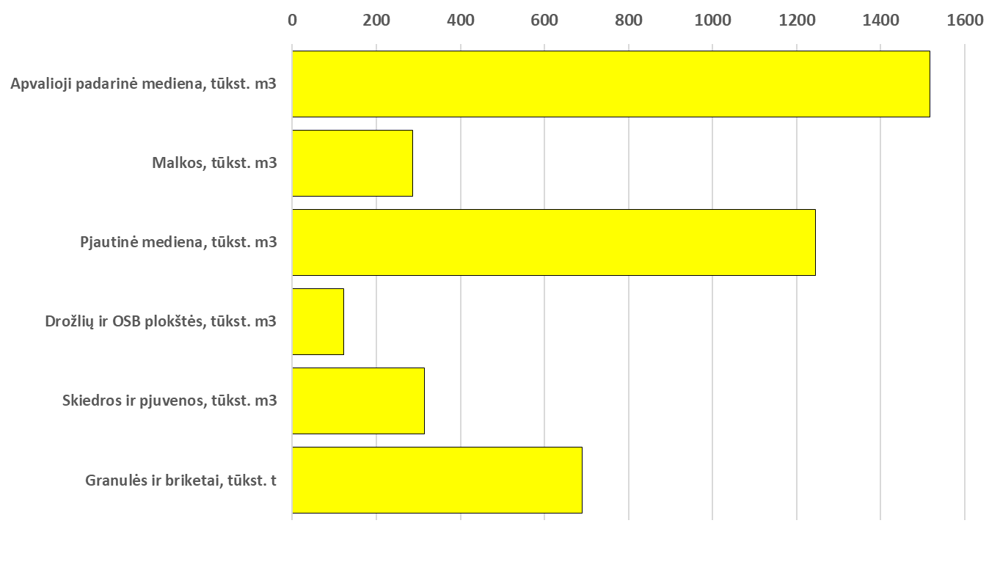 0 200 400 600 800 1000 1200 1400 1600
Apvalioji padarinė mediena, tūkst. m3
Malkos, tūkst. m3
Pjautinė mediena, tūkst. m3
Drožlių ir OSB plokštės, tūkst. m3
Skiedros ir pjuvenos, tūkst. m3
Granulės ir briketai, tūkst. t